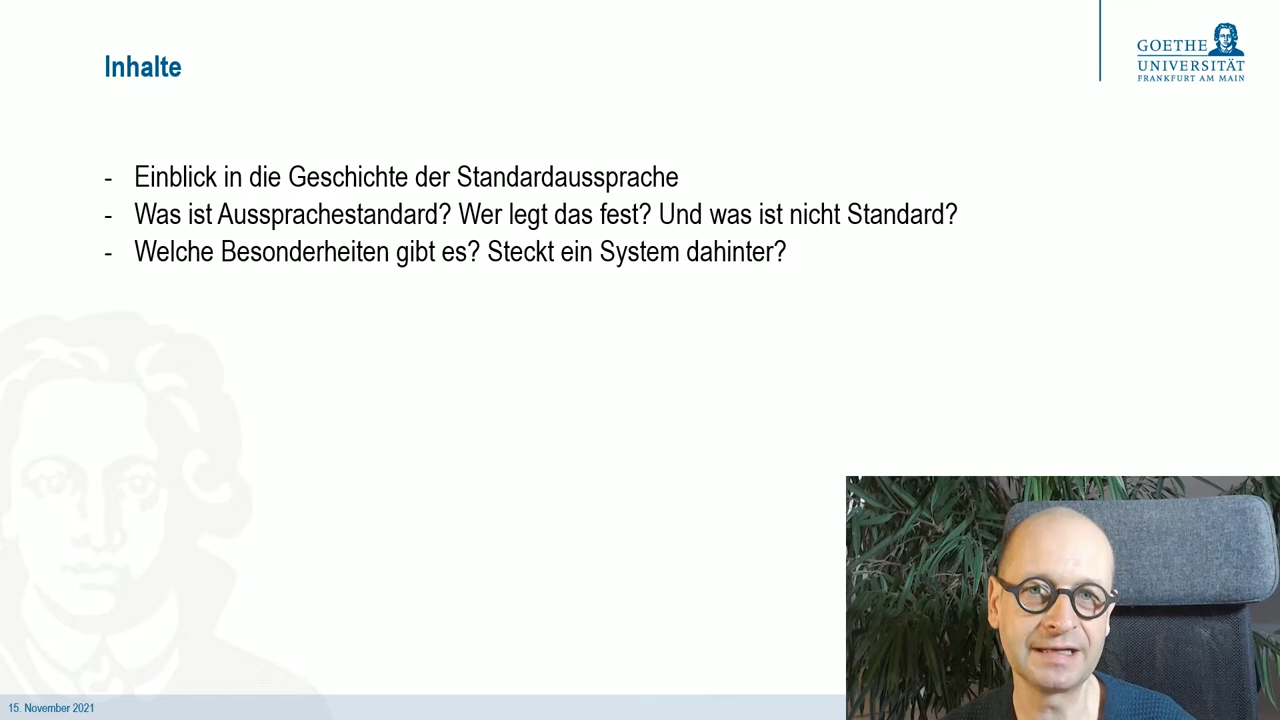 Inhalte
GOETHE
UNIVERSITÄT
FRANKFURT AM MAIN
- Einblick in die Geschichte der Standardaussprache
- Was ist Aussprachestandard? Wer legt das fest? Und was ist nicht Standard?
- Welche Besonderheiten gibt es? Steckt ein System dahinter?
15. November 2021